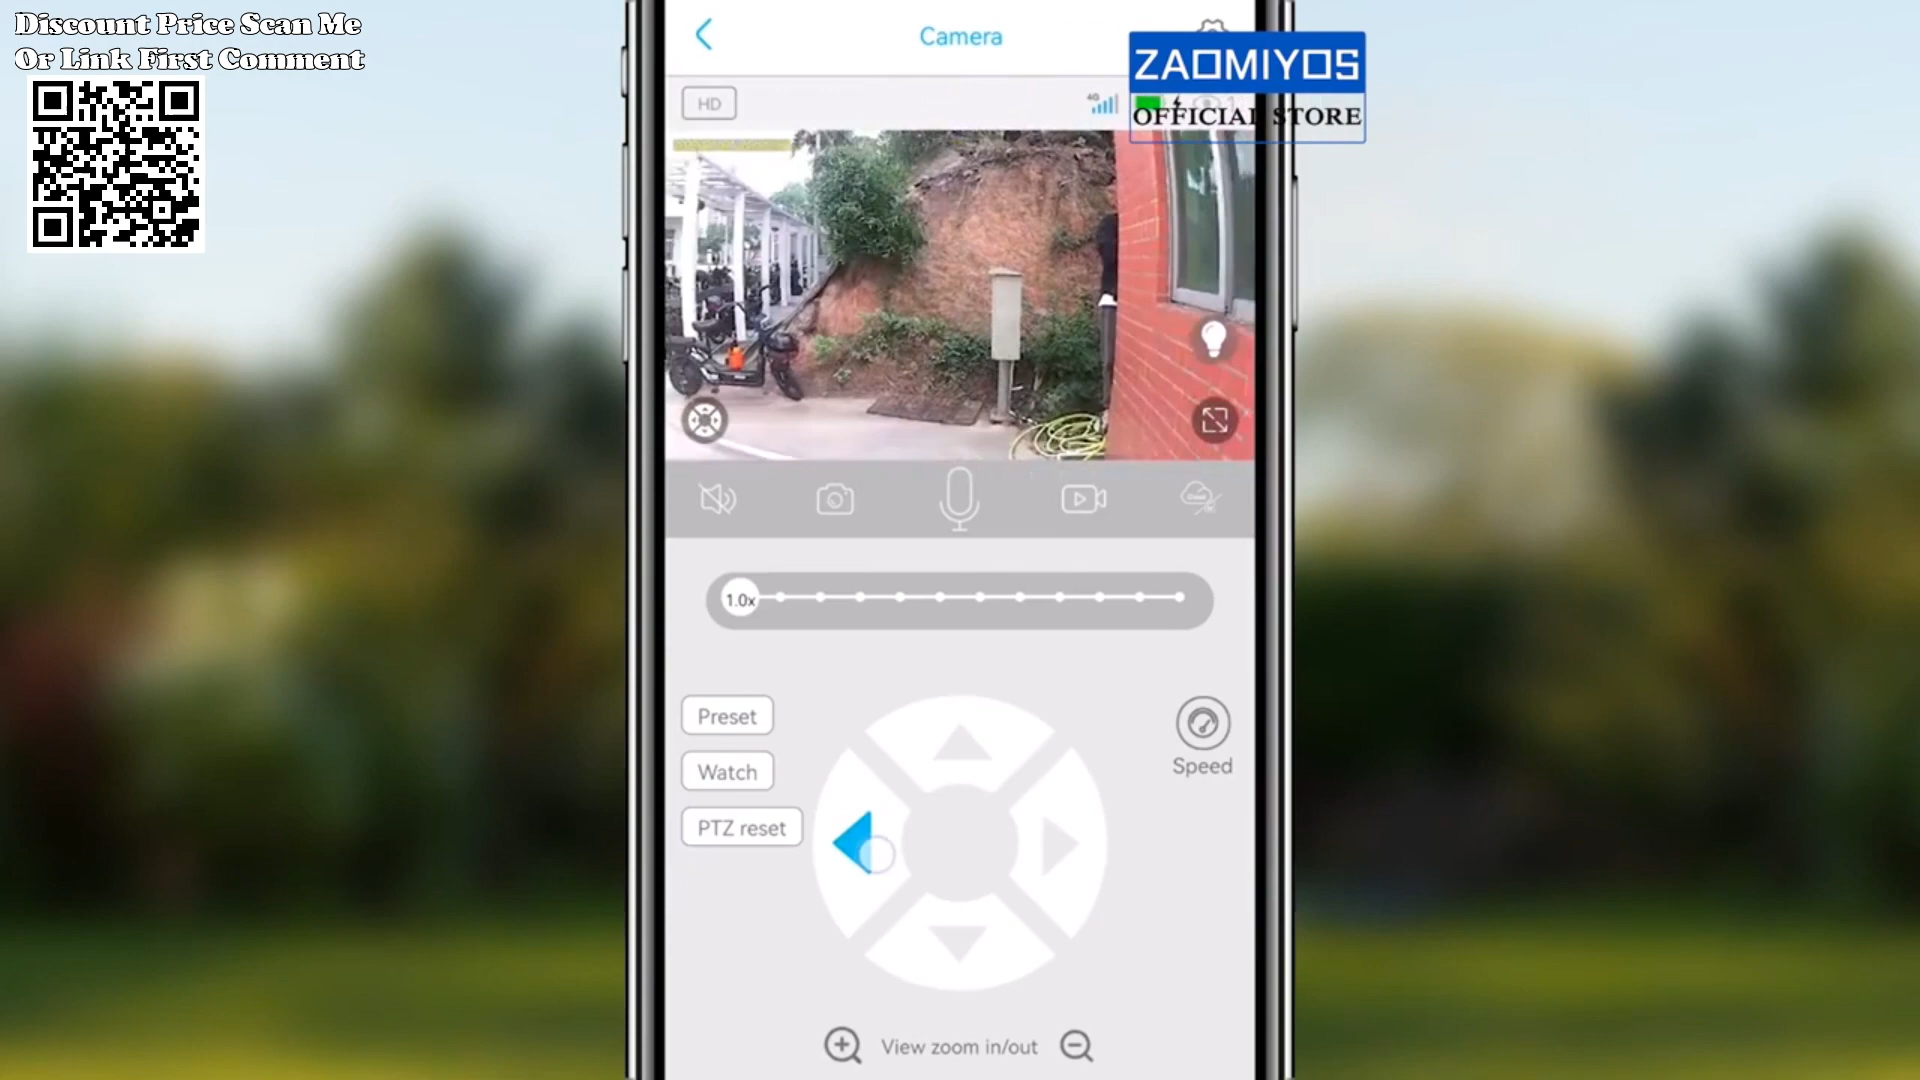 Discount Price Scan Me
Or Link First Comment
Camera
ZAOMIYOS
OFFICIAL STORE
HD
4G
1.0x
Preset
Watch
PTZ reset
Speed
View zoom in/out